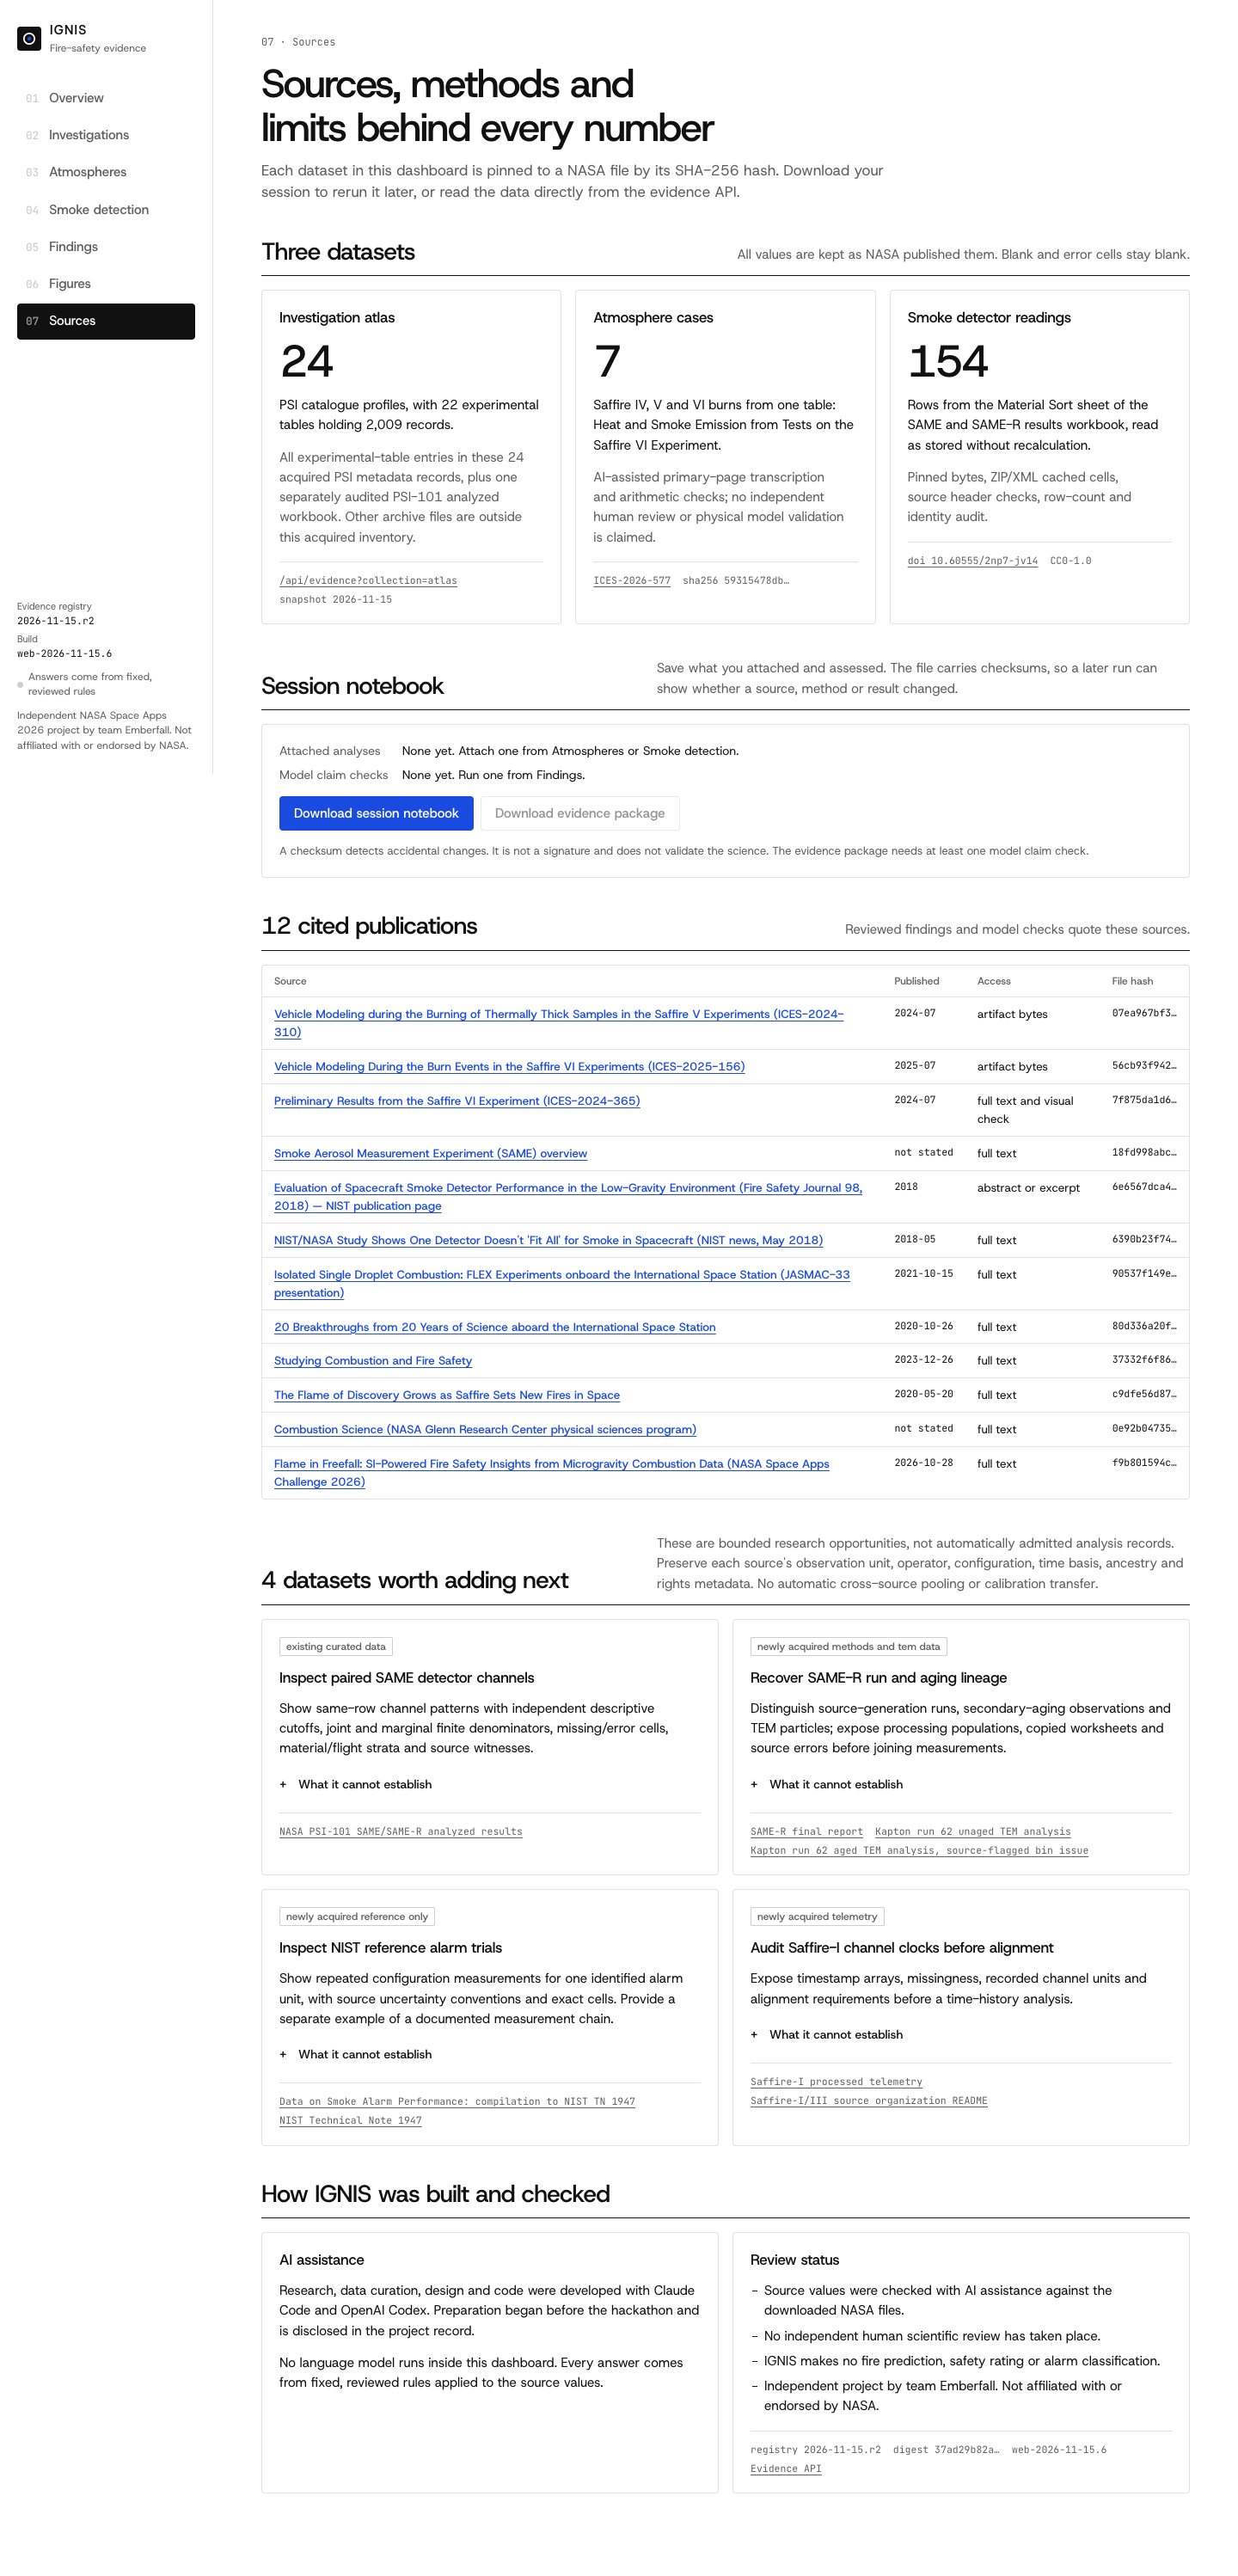 IGNIS
Fire-safety evidence
01 Overview
02 Investigations
03 Atmospheres
04 Smoke detection
05 Findings
06 Figures
07 Sources
Evidence registry
2026-11-15.r2
Build
web-2026-11-15.6
Answers come from fixed,
reviewed rules
Independent NASA Space Apps
2026 project by team Emberfall. Not
affiliated with or endorsed by NASA.
07 · Sources
Sources, methods and
limits behind every number
Each dataset in this dashboard is pinned to a NASA file by its SHA-256 hash. Download your
session to rerun it later, or read the data directly from the evidence API.
Three datasets
All values are kept as NASA published them. Blank and error cells stay blank.
Investigation atlas
24
PSI catalogue profiles, with 22 experimental
tables holding 2,009 records.
All experimental-table entries in these 24
acquired PSI metadata records, plus one
separately audited PSI-101 analyzed
workbook. Other archive files are outside
this acquired inventory.
/api/evidence?collection=atlas
snapshot 2026-11-15
Atmosphere cases
7
Saffire IV, V and VI burns from one table:
Heat and Smoke Emission from Tests on the
Saffire VI Experiment.
AI-assisted primary-page transcription
and arithmetic checks; no independent
human review or physical model validation
is claimed.
ICES-2026-577 sha256 59315478db…
Smoke detector readings
154
Rows from the Material Sort sheet of the
SAME and SAME-R results workbook, read
as stored without recalculation.
Pinned bytes, ZIP/XML cached cells,
source header checks, row-count and
identity audit.
doi 10.60555/2np7-jv14 CC0-1.0
Session notebook
Save what you attached and assessed. The file carries checksums, so a later run can
show whether a source, method or result changed.
Attached analyses None yet. Attach one from Atmospheres or Smoke detection.
Model claim checks None yet. Run one from Findings.
Download session notebook Download evidence package
A checksum detects accidental changes. It is not a signature and does not validate the science. The evidence package needs at least one model claim check.
12 cited publications
Reviewed findings and model checks quote these sources.
Source Published Access File hash
Vehicle Modeling during the Burning of Thermally Thick Samples in the Saffire V Experiments (ICES-2024-
310) 2024-07 artifact bytes 07ea967bf3…
Vehicle Modeling During the Burn Events in the Saffire VI Experiments (ICES-2025-156) 2025-07 artifact bytes 56cb93f942…
Preliminary Results from the Saffire VI Experiment (ICES-2024-365) 2024-07 full text and visual
check 7f875da1d6…
Smoke Aerosol Measurement Experiment (SAME) overview not stated full text 18fd998abc…
Evaluation of Spacecraft Smoke Detector Performance in the Low-Gravity Environment (Fire Safety Journal 98,
2018) — NIST publication page 2018 abstract or excerpt 6e6567dca4…
NIST/NASA Study Shows One Detector Doesn't 'Fit All' for Smoke in Spacecraft (NIST news, May 2018) 2018-05 full text 6390b23f74…
Isolated Single Droplet Combustion: FLEX Experiments onboard the International Space Station (JASMAC-33
presentation) 2021-10-15 full text 90537f149e…
20 Breakthroughs from 20 Years of Science aboard the International Space Station 2020-10-26 full text 80d336a20f…
Studying Combustion and Fire Safety 2023-12-26 full text 37332f6f86…
The Flame of Discovery Grows as Saffire Sets New Fires in Space 2020-05-20 full text c9dfe56d87…
Combustion Science (NASA Glenn Research Center physical sciences program) not stated full text 0e92b04735…
Flame in Freefall: SI-Powered Fire Safety Insights from Microgravity Combustion Data (NASA Space Apps
Challenge 2026) 2026-10-28 full text f9b801594c…
4 datasets worth adding next
These are bounded research opportunities, not automatically admitted analysis records.
Preserve each source's observation unit, operator, configuration, time basis, ancestry and
rights metadata. No automatic cross-source pooling or calibration transfer.
existing curated data
Inspect paired SAME detector channels
Show same-row channel patterns with independent descriptive
cutoffs, joint and marginal finite denominators, missing/error cells,
material/flight strata and source witnesses.
+ What it cannot establish
NASA PSI-101 SAME/SAME-R analyzed results
newly acquired methods and tem data
Recover SAME-R run and aging lineage
Distinguish source-generation runs, secondary-aging observations and
TEM particles; expose processing populations, copied worksheets and
source errors before joining measurements.
+ What it cannot establish
SAME-R final report Kapton run 62 unaged TEM analysis
Kapton run 62 aged TEM analysis, source-flagged bin issue
newly acquired reference only
Inspect NIST reference alarm trials
Show repeated configuration measurements for one identified alarm
unit, with source uncertainty conventions and exact cells. Provide a
separate example of a documented measurement chain.
+ What it cannot establish
Data on Smoke Alarm Performance: compilation to NIST TN 1947
NIST Technical Note 1947
newly acquired telemetry
Audit Saffire-I channel clocks before alignment
Expose timestamp arrays, missingness, recorded channel units and
alignment requirements before a time-history analysis.
+ What it cannot establish
Saffire-I processed telemetry
Saffire-I/III source organization README
How IGNIS was built and checked
AI assistance
Research, data curation, design and code were developed with Claude
Code and OpenAI Codex. Preparation began before the hackathon and
is disclosed in the project record.
No language model runs inside this dashboard. Every answer comes
from fixed, reviewed rules applied to the source values.
Review status
– Source values were checked with AI assistance against the
downloaded NASA files.
– No independent human scientific review has taken place.
– IGNIS makes no fire prediction, safety rating or alarm classification.
– Independent project by team Emberfall. Not affiliated with or
endorsed by NASA.
registry 2026-11-15.r2 digest 37ad29b82a… web-2026-11-15.6
Evidence API